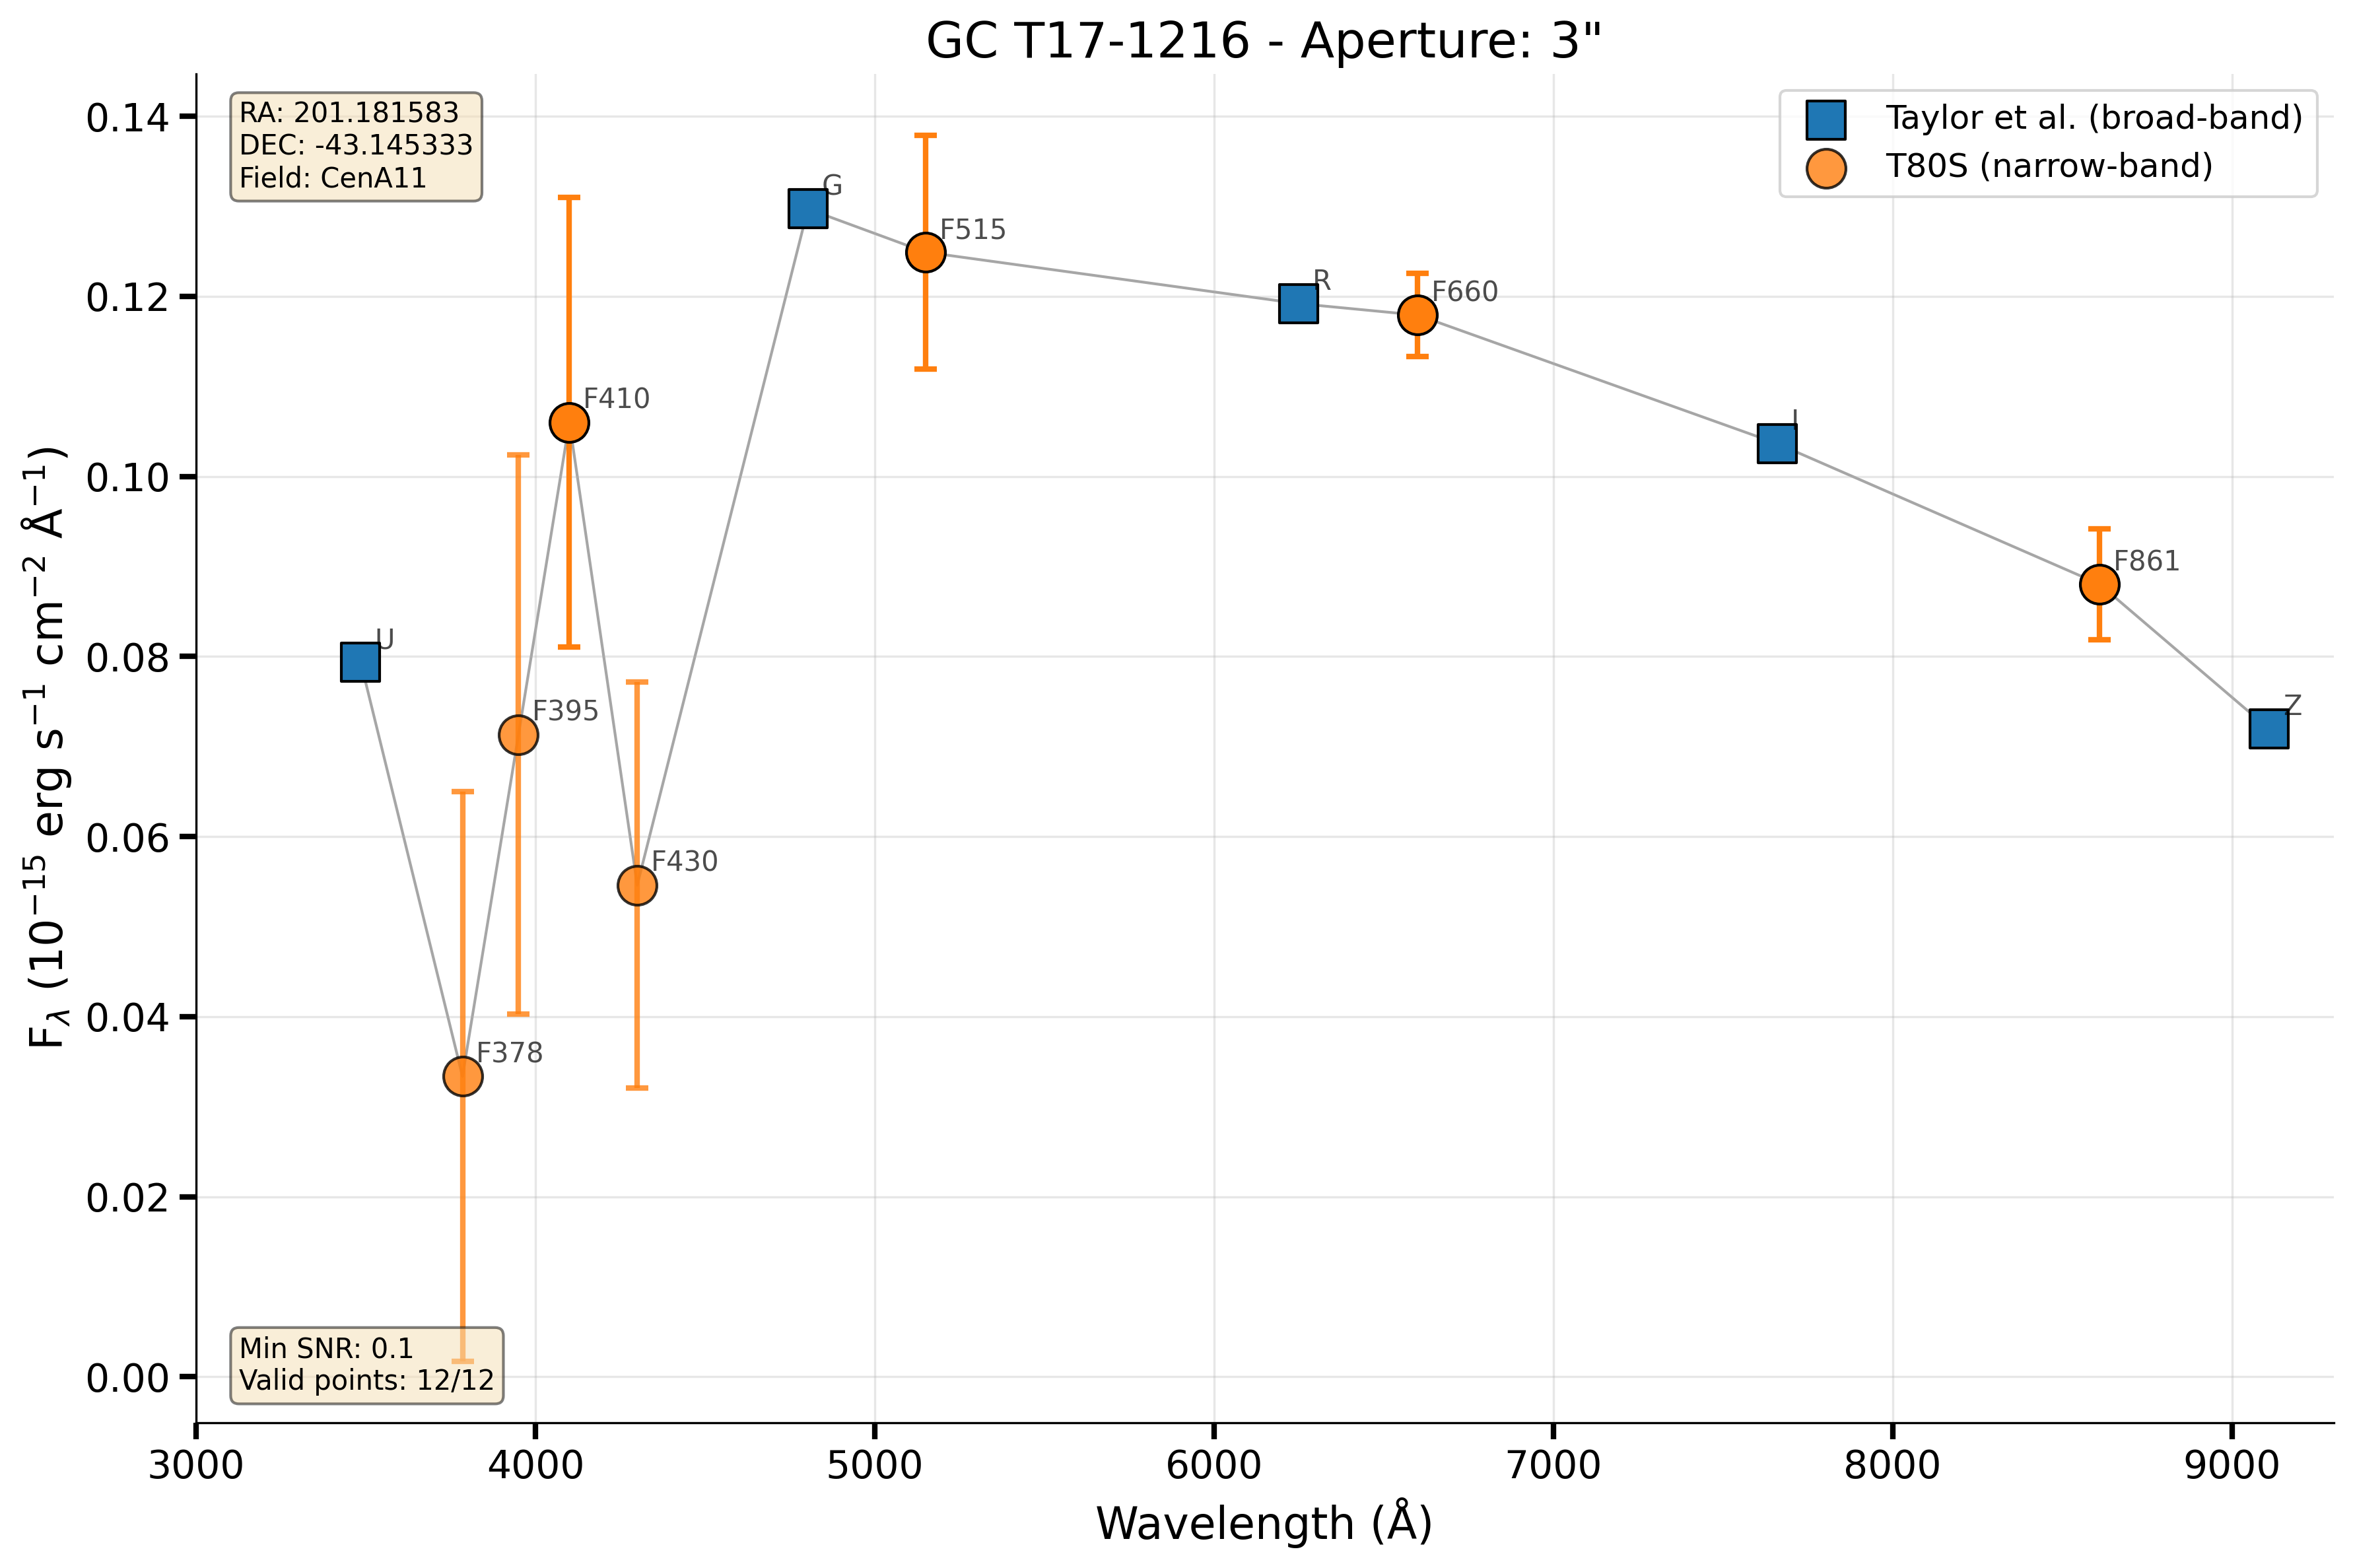 GC T17-1216 - Aperture: 3"
RA: 201.181583
DEC: -43.145333
Field: CenA11
Taylor et al. (broad-band)
T80S (narrow-band)
F_λ (10⁻¹⁵ erg s⁻¹ cm⁻² Å⁻¹)
0.14
0.12
0.10
0.08
0.06
0.04
0.02
0.00
U
F378
F395
F410
F430
G
F515
R
F660
I
F861
Z
Min SNR: 0.1
Valid points: 12/12
3000 4000 5000 6000 7000 8000 9000
Wavelength (Å)